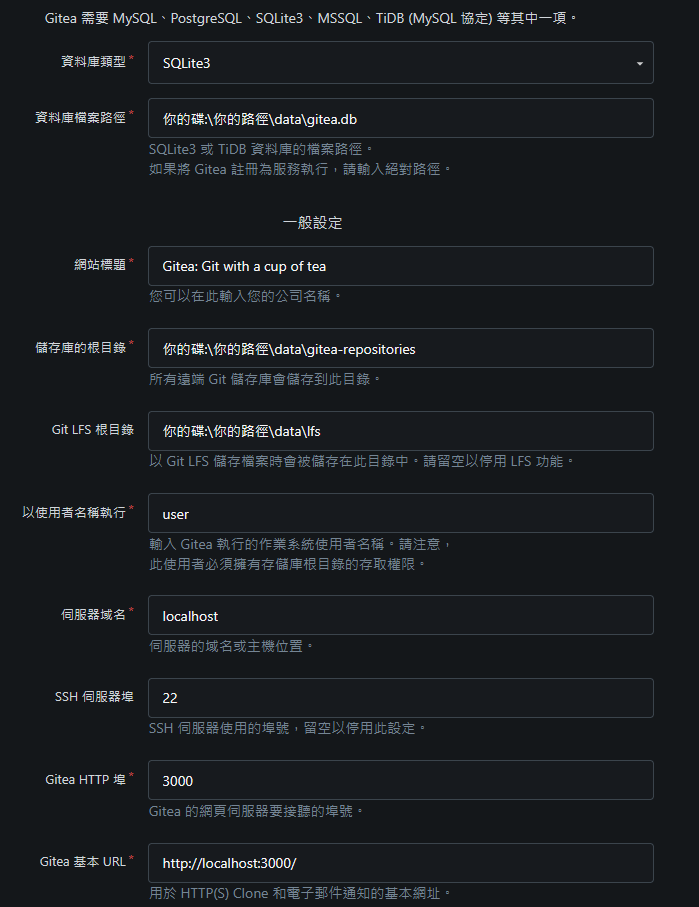 Gitea 需要 MySQL、PostgreSQL、SQLite3、MSSQL、TiDB (MySQL 協定) 等其中一項。
資料庫類型* SQLite3
資料庫檔案路徑* 你的碟:\你的路徑\data\gitea.db
SQLite3 或 TiDB 資料庫的檔案路徑。
如果將 Gitea 註冊為服務執行，請輸入絕對路徑。
一般設定
網站標題* Gitea: Git with a cup of tea
您可以在此輸入您的公司名稱。
儲存庫的根目錄* 你的碟:\你的路徑\data\gitea-repositories
所有遠端 Git 儲存庫會儲存到此目錄。
Git LFS 根目錄 你的碟:\你的路徑\data\lfs
以 Git LFS 儲存檔案時會被儲存在此目錄中。請留空以停用 LFS 功能。
以使用者名稱執行* user
輸入 Gitea 執行的作業系統使用者名稱。請注意，
此使用者必須擁有存儲庫根目錄的存取權限。
伺服器域名* localhost
伺服器的域名或主機位置。
SSH 伺服器埠 22
SSH 伺服器使用的埠號，留空以停用此設定。
Gitea HTTP 埠* 3000
Gitea 的網頁伺服器要接聽的埠號。
Gitea 基本 URL* http://localhost:3000/
用於 HTTP(S) Clone 和電子郵件通知的基本網址。